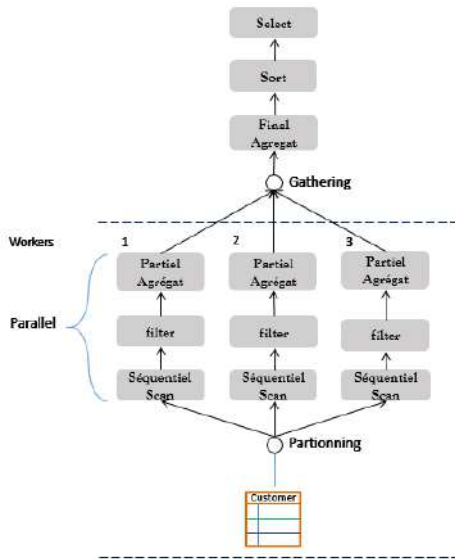 Select
Sort
Final
Agregat
Gathering
Workers
1
2
3
Partiel
Agrégat
Partiel
Agrégat
Partiel
Agrégat
Parallel
filter
filter
filter
Séquentiel
Scan
Séquentiel
Scan
Séquentiel
Scan
Partionning
Customer